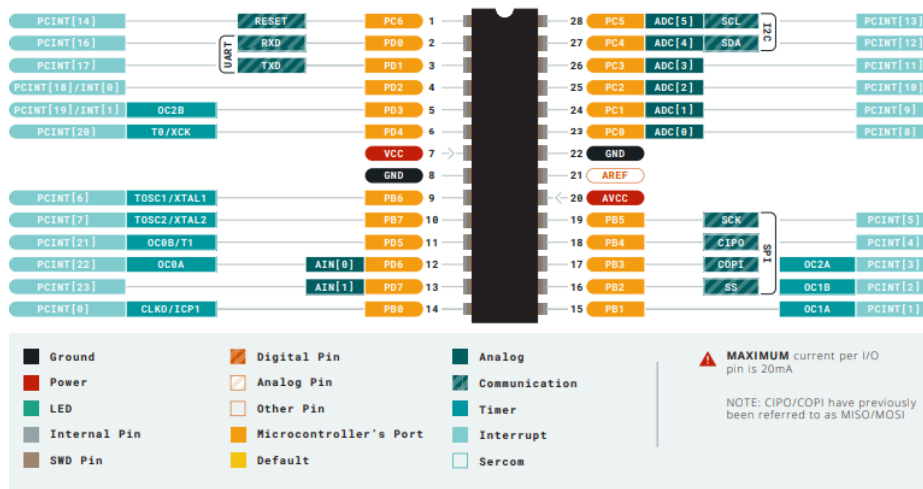 PCINT[14] RESET PC6 1 28 PC5 ADC[5] SCL PCINT[13]
PCINT[16] RXD PD0 2 27 PC4 ADC[4] SDA PCINT[12]
UART
I2C
PCINT[17] TXD PD1 3 26 PC3 ADC[3] PCINT[11]
PCINT[18]/INT[0] PD2 4 25 PC2 ADC[2] PCINT[10]
PCINT[19]/INT[1] OC2B PD3 5 24 PC1 ADC[1] PCINT[9]
PCINT[20] T0/XCK PD4 6 23 PC0 ADC[0] PCINT[8]
VCC 7 22 GND
GND 8 21 AREF
PCINT[6] TOSC1/XTAL1 PB6 9 20 AVCC
PCINT[7] TOSC2/XTAL2 PB7 10 19 PB5 SCK PCINT[5]
PCINT[21] OC0B/T1 PD5 11 18 PB4 CIPO PCINT[4]
SPI
PCINT[22] OC0A AIN[0] PD6 12 17 PB3 COPI OC2A PCINT[3]
PCINT[23] AIN[1] PD7 13 16 PB2 SS OC1B PCINT[2]
PCINT[0] CLKO/ICP1 PB0 14 15 PB1 OC1A PCINT[1]
Ground
Power
LED
Internal Pin
SWD Pin
Digital Pin
Analog Pin
Other Pin
Microcontroller's Port
Default
Analog
Communication
Timer
Interrupt
Sercom
MAXIMUM current per I/O
pin is 20mA
NOTE: CIPO/COPI have previously
been referred to as MISO/MOSI